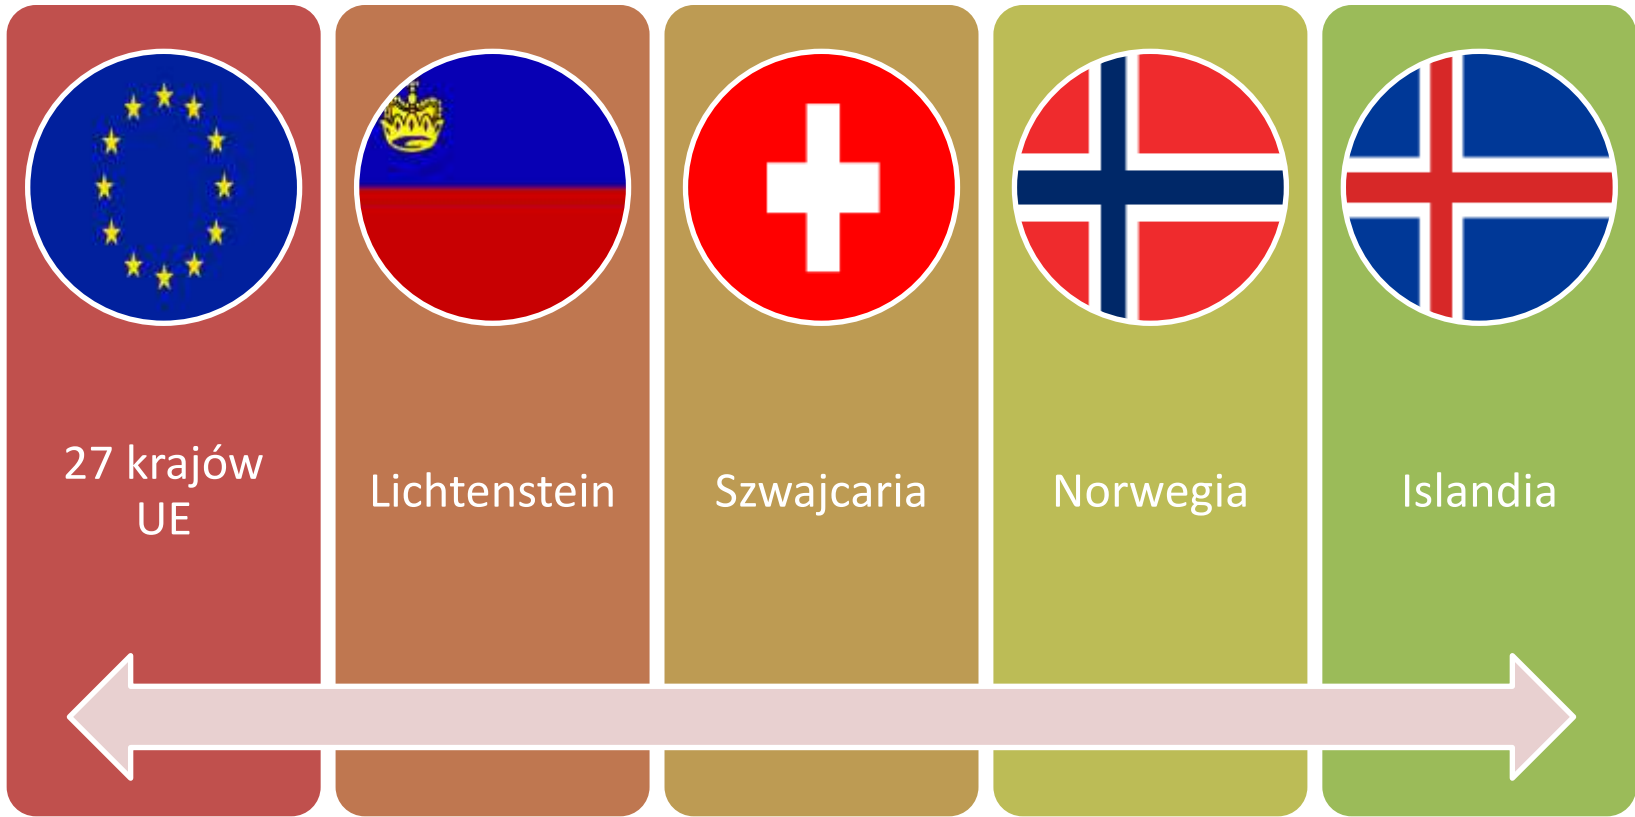 27 krajów
UE
Lichtenstein
Szwajcaria
Norwegia
Islandia